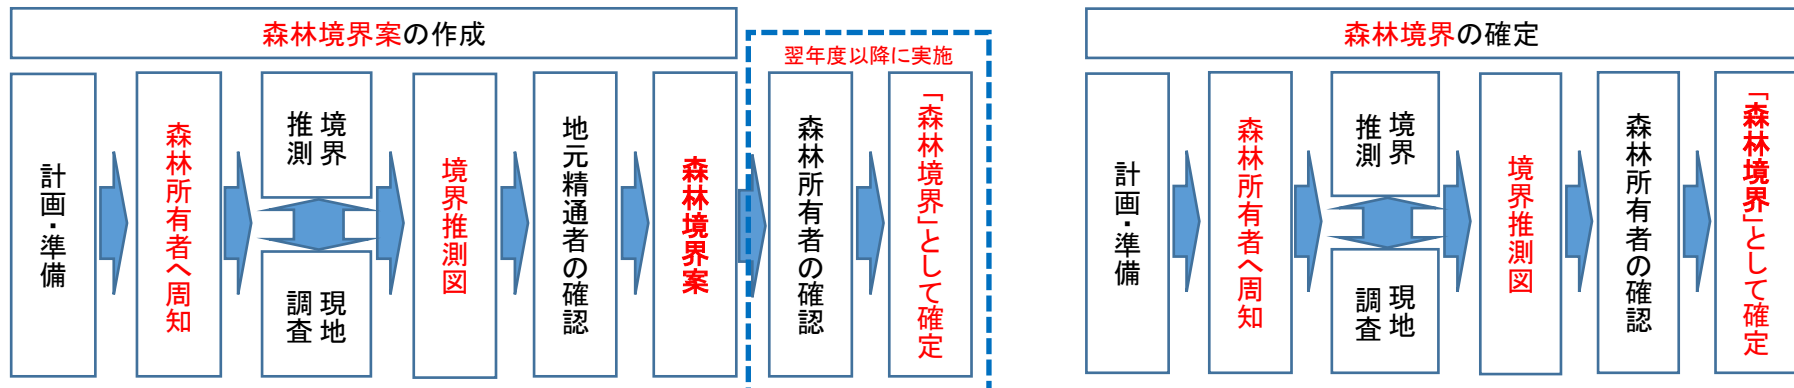 森林境界案の作成
翌年度以降に実施
計画・準備
森林所有者へ周知
境界
推測
現地
調査
境界推測図
地元精通者の確認
森林境界案
森林所有者の確認
「森林境界」として確定
森林境界の確定
計画・準備
森林所有者へ周知
境界
推測
現地
調査
境界推測図
森林所有者の確認
「森林境界」として確定